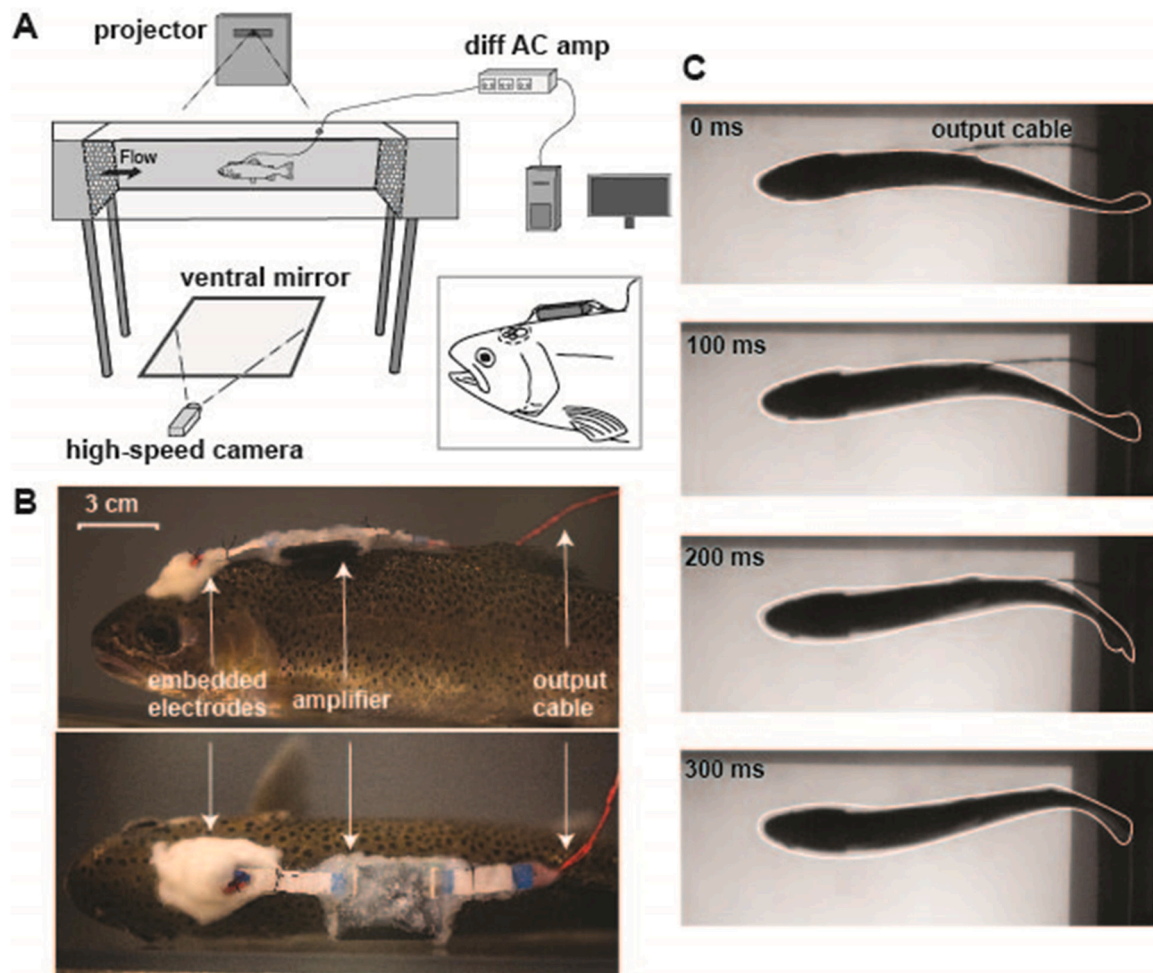 A
projector
diff AC amp
Flow
ventral mirror
high-speed camera
B
3 cm
embedded
electrodes
amplifier
output
cable
C
0 ms
output cable
100 ms
200 ms
300 ms